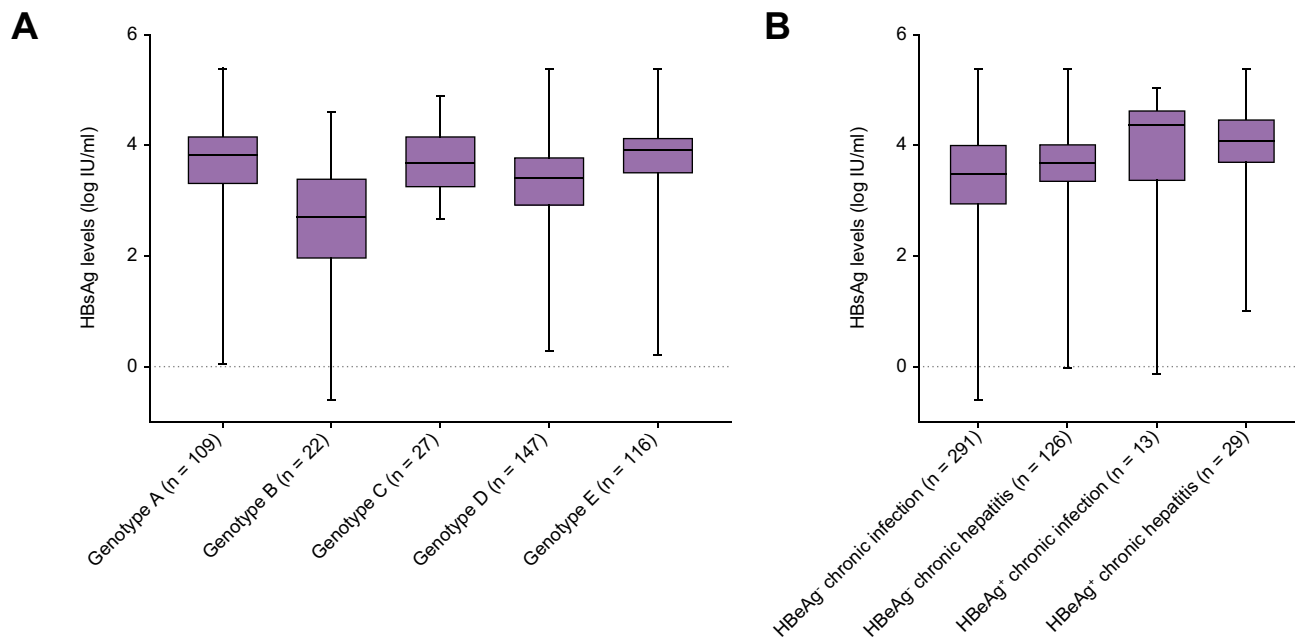 A
6
4
2
0
HBsAg levels (log IU/ml)
Genotype A (n = 109)
Genotype B (n = 22)
Genotype C (n = 27)
Genotype D (n = 147)
Genotype E (n = 116)
B
6
4
2
0
HBsAg levels (log IU/ml)
HBeAg⁻ chronic infection (n = 291)
HBeAg⁻ chronic hepatitis (n = 126)
HBeAg⁺ chronic infection (n = 13)
HBeAg⁺ chronic hepatitis (n = 29)